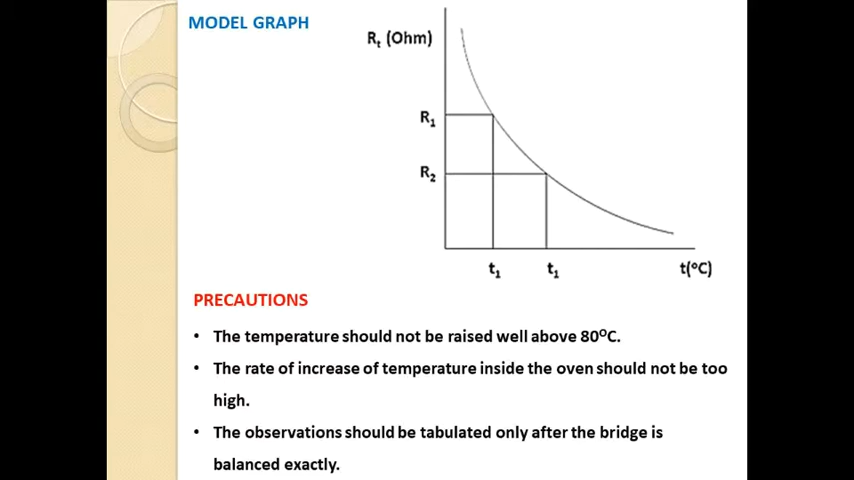 MODEL GRAPH
Rt (Ohm)
R1
R2
t1 t1 t(ºC)
PRECAUTIONS
• The temperature should not be raised well above 80ºC.
• The rate of increase of temperature inside the oven should not be too
high.
• The observations should be tabulated only after the bridge is
balanced exactly.